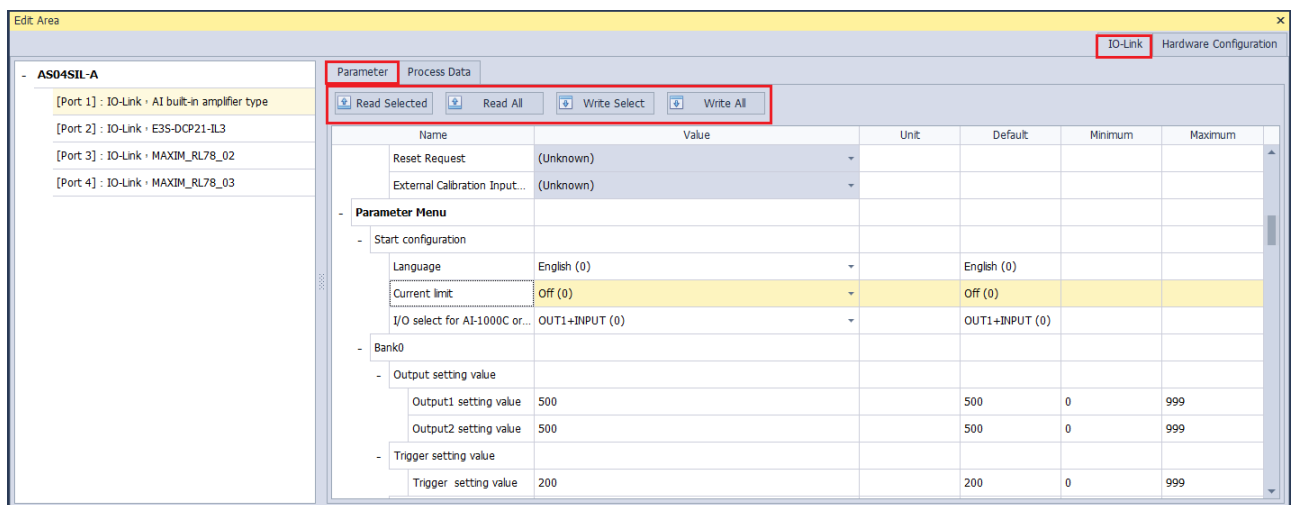 Edit Area
×
IO-Link Hardware Configuration
- AS04SIL-A
[Port 1] : IO-Link , AI built-in amplifier type
[Port 2] : IO-Link , E3S-DCP21-IL3
[Port 3] : IO-Link , MAXIM_RL78_02
[Port 4] : IO-Link , MAXIM_RL78_03
Parameter Process Data
Read Selected Read All Write Select Write All
Name Value Unit Default Minimum Maximum
Reset Request (Unknown)
External Calibration Input... (Unknown)
- Parameter Menu
- Start configuration
Language English (0) English (0)
Current limit Off (0) Off (0)
I/O select for AI-1000C or... OUT1+INPUT (0) OUT1+INPUT (0)
- Bank0
- Output setting value
Output1 setting value 500 500 0 999
Output2 setting value 500 500 0 999
- Trigger setting value
Trigger setting value 200 200 0 999